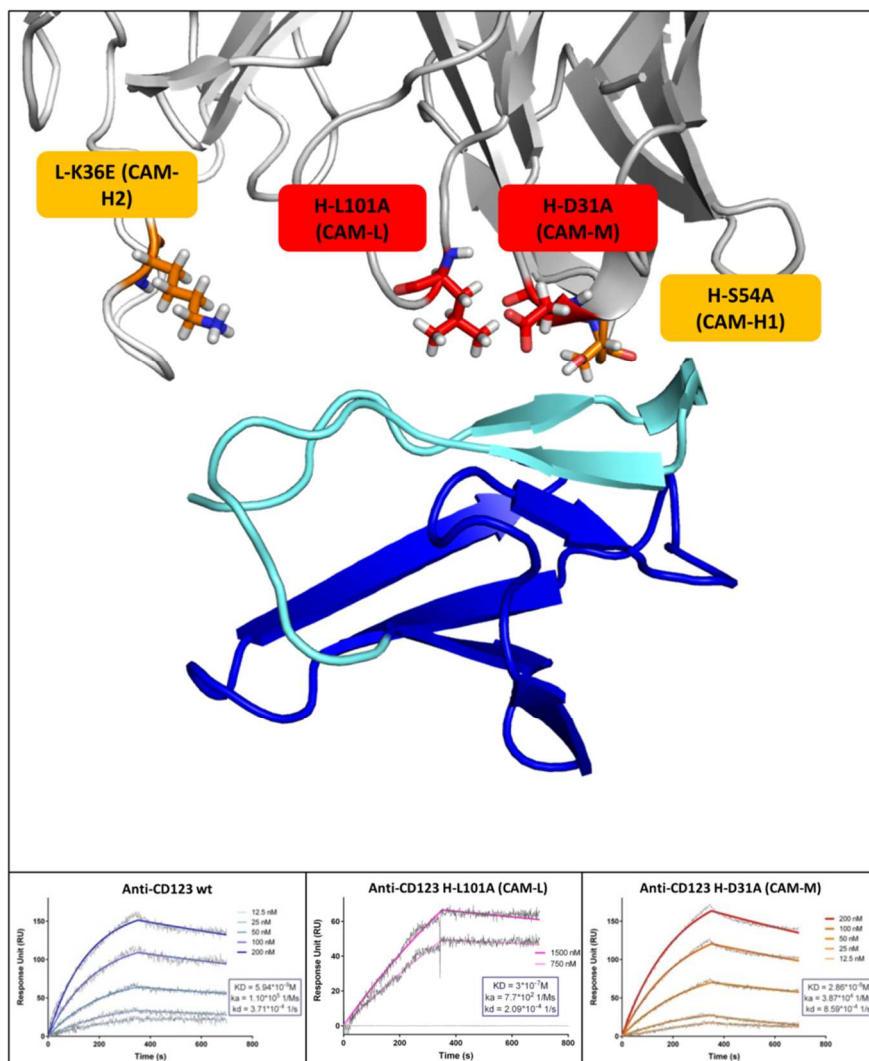 L-K36E (CAM-
H2)
H-L101A
(CAM-L)
H-D31A
(CAM-M)
H-S54A
(CAM-H1)
Anti-CD123 wt
Response Unit (RU)
150
100
50
0
0
200
400
600
800
Time (s)
12.5 nM
25 nM
50 nM
100 nM
200 nM
KD = 5.94*10⁻⁹M
ka = 1.10*10⁵ 1/Ms
kd = 3.71*10⁻⁴ 1/s
Anti-CD123 H-L101A (CAM-L)
Response Unit (RU)
60
40
20
0
0
200
400
600
800
Time (s)
1500 nM
750 nM
KD = 3*10⁻⁷M
ka = 7.7*10² 1/Ms
kd = 2.09*10⁻⁴ 1/s
Anti-CD123 H-D31A (CAM-M)
Response Unit (RU)
150
100
50
0
0
200
400
600
800
Time (s)
200 nM
100 nM
50 nM
25 nM
12.5 nM
KD = 2.86*10⁻⁸M
ka = 3.87*10⁴ 1/Ms
kd = 8.59*10⁻⁴ 1/s